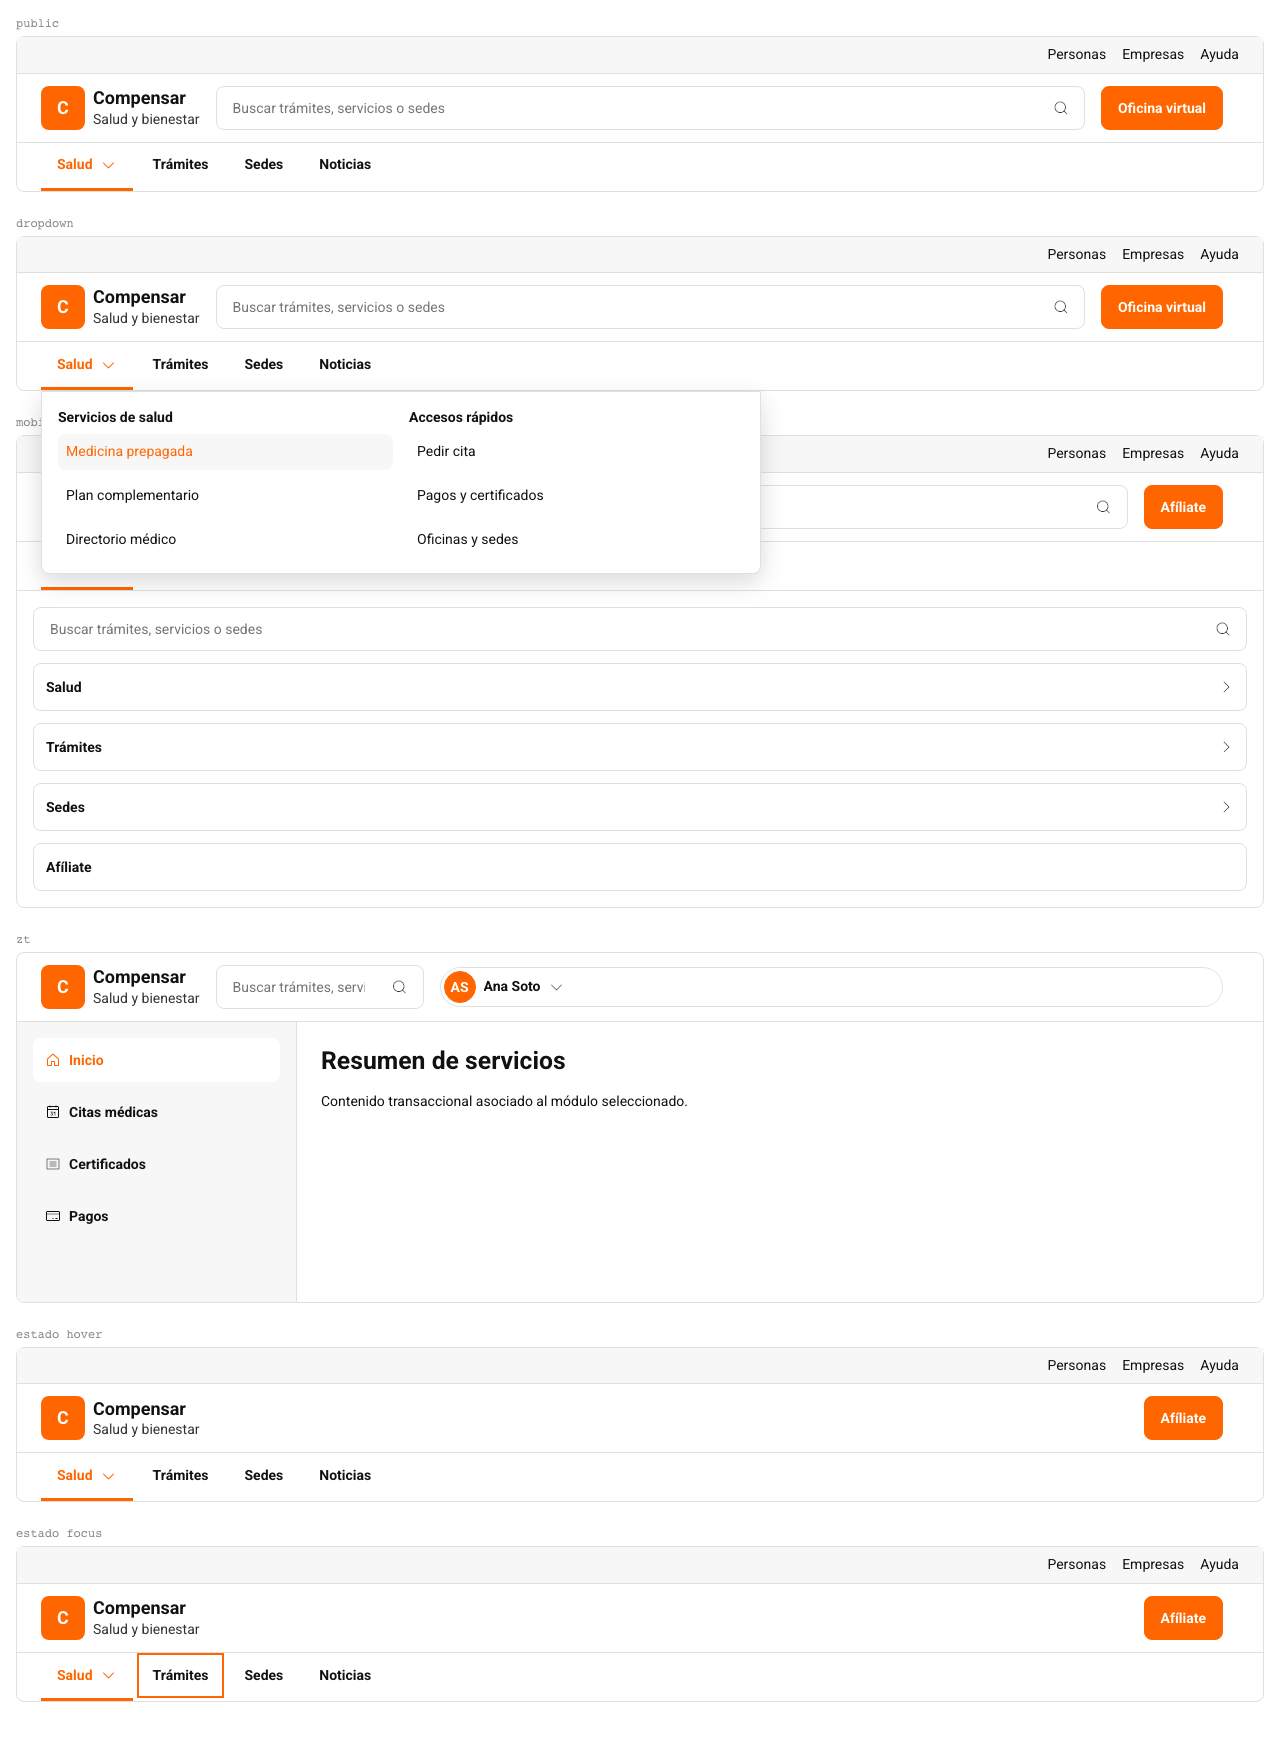 public
Personas Empresas Ayuda
C
Compensar
Salud y bienestar
Buscar trámites, servicios o sedes
Oficina virtual
Salud Trámites Sedes Noticias
dropdown
Personas Empresas Ayuda
C
Compensar
Salud y bienestar
Buscar trámites, servicios o sedes
Oficina virtual
Salud Trámites Sedes Noticias
Servicios de salud
Medicina prepagada
Plan complementario
Directorio médico
Accesos rápidos
Pedir cita
Pagos y certificados
Oficinas y sedes
Personas Empresas Ayuda
Afíliate
Buscar trámites, servicios o sedes
Salud
Trámites
Sedes
Afíliate
zt
C
Compensar
Salud y bienestar
Buscar trámites, servi
AS Ana Soto
Inicio
Citas médicas
Certificados
Pagos
Resumen de servicios
Contenido transaccional asociado al módulo seleccionado.
estado hover
Personas Empresas Ayuda
C
Compensar
Salud y bienestar
Afíliate
Salud Trámites Sedes Noticias
estado focus
Personas Empresas Ayuda
C
Compensar
Salud y bienestar
Afíliate
Salud Trámites Sedes Noticias